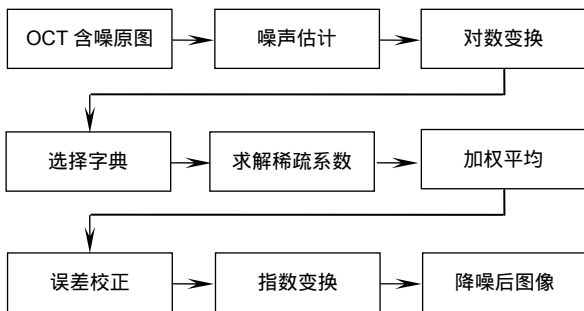 OCT 含噪原图
噪声估计
对数变换
选择字典
求解稀疏系数
加权平均
误差校正
指数变换
降噪后图像